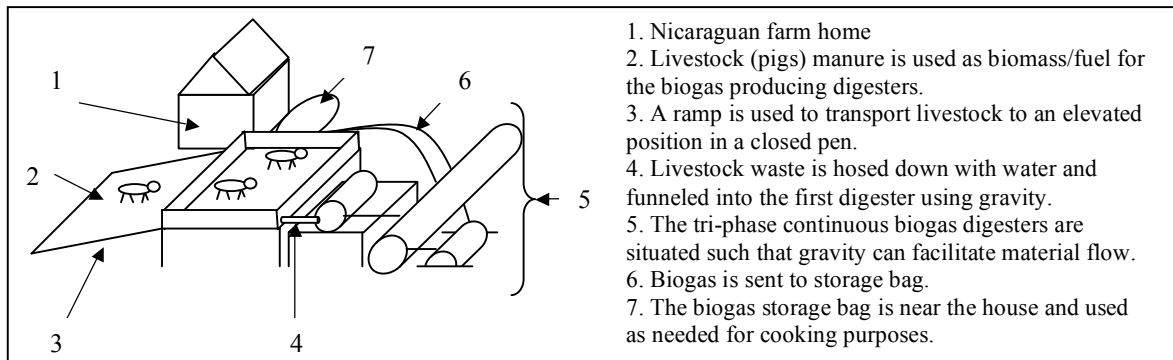 1
7
6
2
5
3
4
1. Nicaraguan farm home
2. Livestock (pigs) manure is used as biomass/fuel for
the biogas producing digesters.
3. A ramp is used to transport livestock to an elevated
position in a closed pen.
4. Livestock waste is hosed down with water and
funneled into the first digester using gravity.
5. The tri-phase continuous biogas digesters are
situated such that gravity can facilitate material flow.
6. Biogas is sent to storage bag.
7. The biogas storage bag is near the house and used
as needed for cooking purposes.